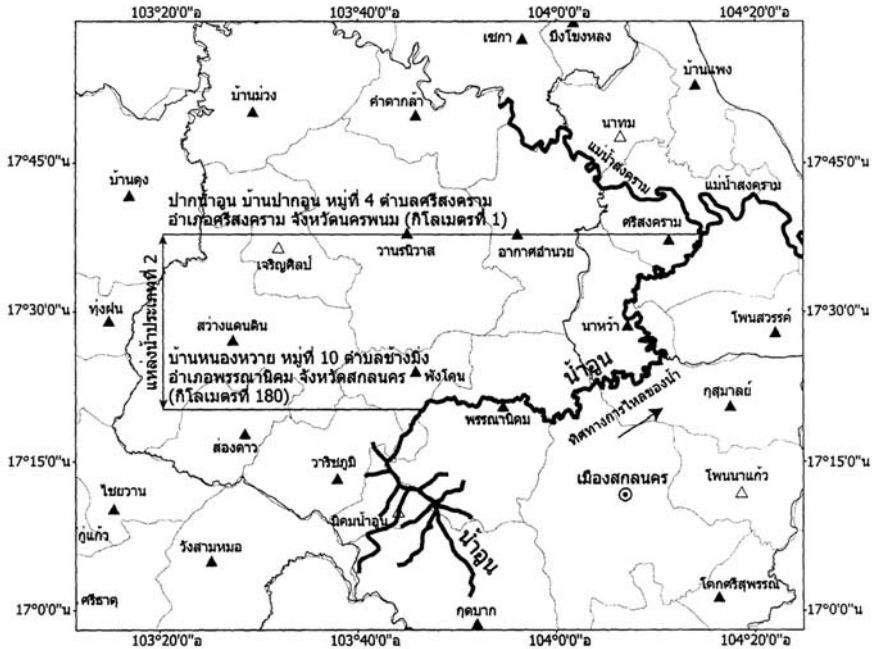 103°20'0"อ 103°40'0"อ 104°0'0"อ 104°20'0"อ
เซกา
บึงโขงหลง
บ้านแพง
บ้านม่วง
คำตากล้า
นาทม
17°45'0"น 17°45'0"น
แม่น้ำสงคราม
แม่น้ำสงคราม
บ้านดุง
ปากน้ำอูน บ้านปากอูน หมู่ที่ 4 ตำบลศรีสงคราม
อำเภอศรีสงคราม จังหวัดนครพนม (กิโลเมตรที่ 1)
ศรีสงคราม
เจริญศิลป์
วานรนิวาส
อากาศอำนวย
แหล่งน้ำประเภทที่ 2
17°30'0"น 17°30'0"น
ทุ่งฝน
สว่างแดนดิน
นาหว้า
โพนสวรรค์
บ้านหนองหวาย หมู่ที่ 10 ตำบลช้างมิ่ง
อำเภอพรรณานิคม จังหวัดสกลนคร
(กิโลเมตรที่ 180)
พังโคน
น้ำอูน
กุสุมาลย์
ทิศทางการไหลของน้ำ
พรรณานิคม
ส่องดาว
วาริชภูมิ
17°15'0"น 17°15'0"น
เมืองสกลนคร
โพนนาแก้ว
ไชยวาน
กู่แก้ว
นิคมน้ำอูน
วังสามหมอ
น้ำอูน
ศรีธาตุ
กุดบาก
โคกศรีสุพรรณ
17°0'0"น 17°0'0"น
103°20'0"อ 103°40'0"อ 104°0'0"อ 104°20'0"อ